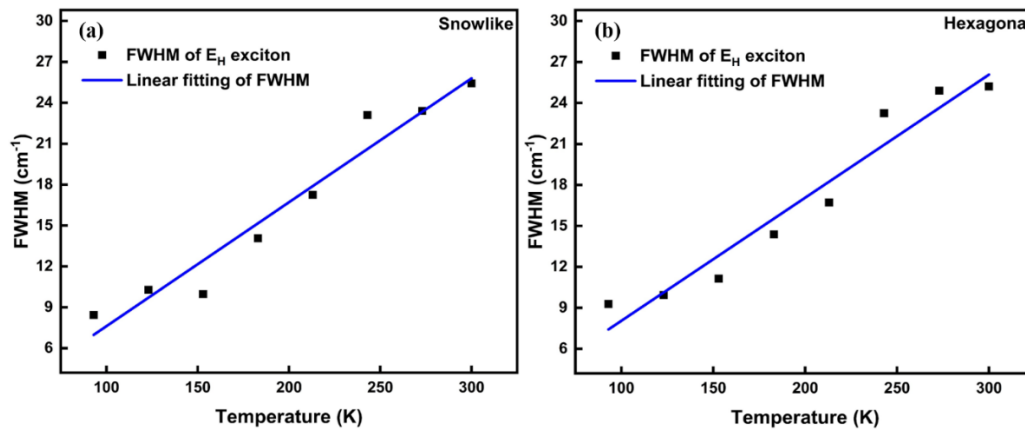 (a)
Snowlike
FWHM of E_H exciton
Linear fitting of FWHM
30
27
24
21
18
15
12
9
6
FWHM (cm⁻¹)
100 150 200 250 300
Temperature (K)
(b)
Hexagona
FWHM of E_H exciton
Linear fitting of FWHM
30
27
24
21
18
15
12
9
6
FWHM (cm⁻¹)
100 150 200 250 300
Temperature (K)